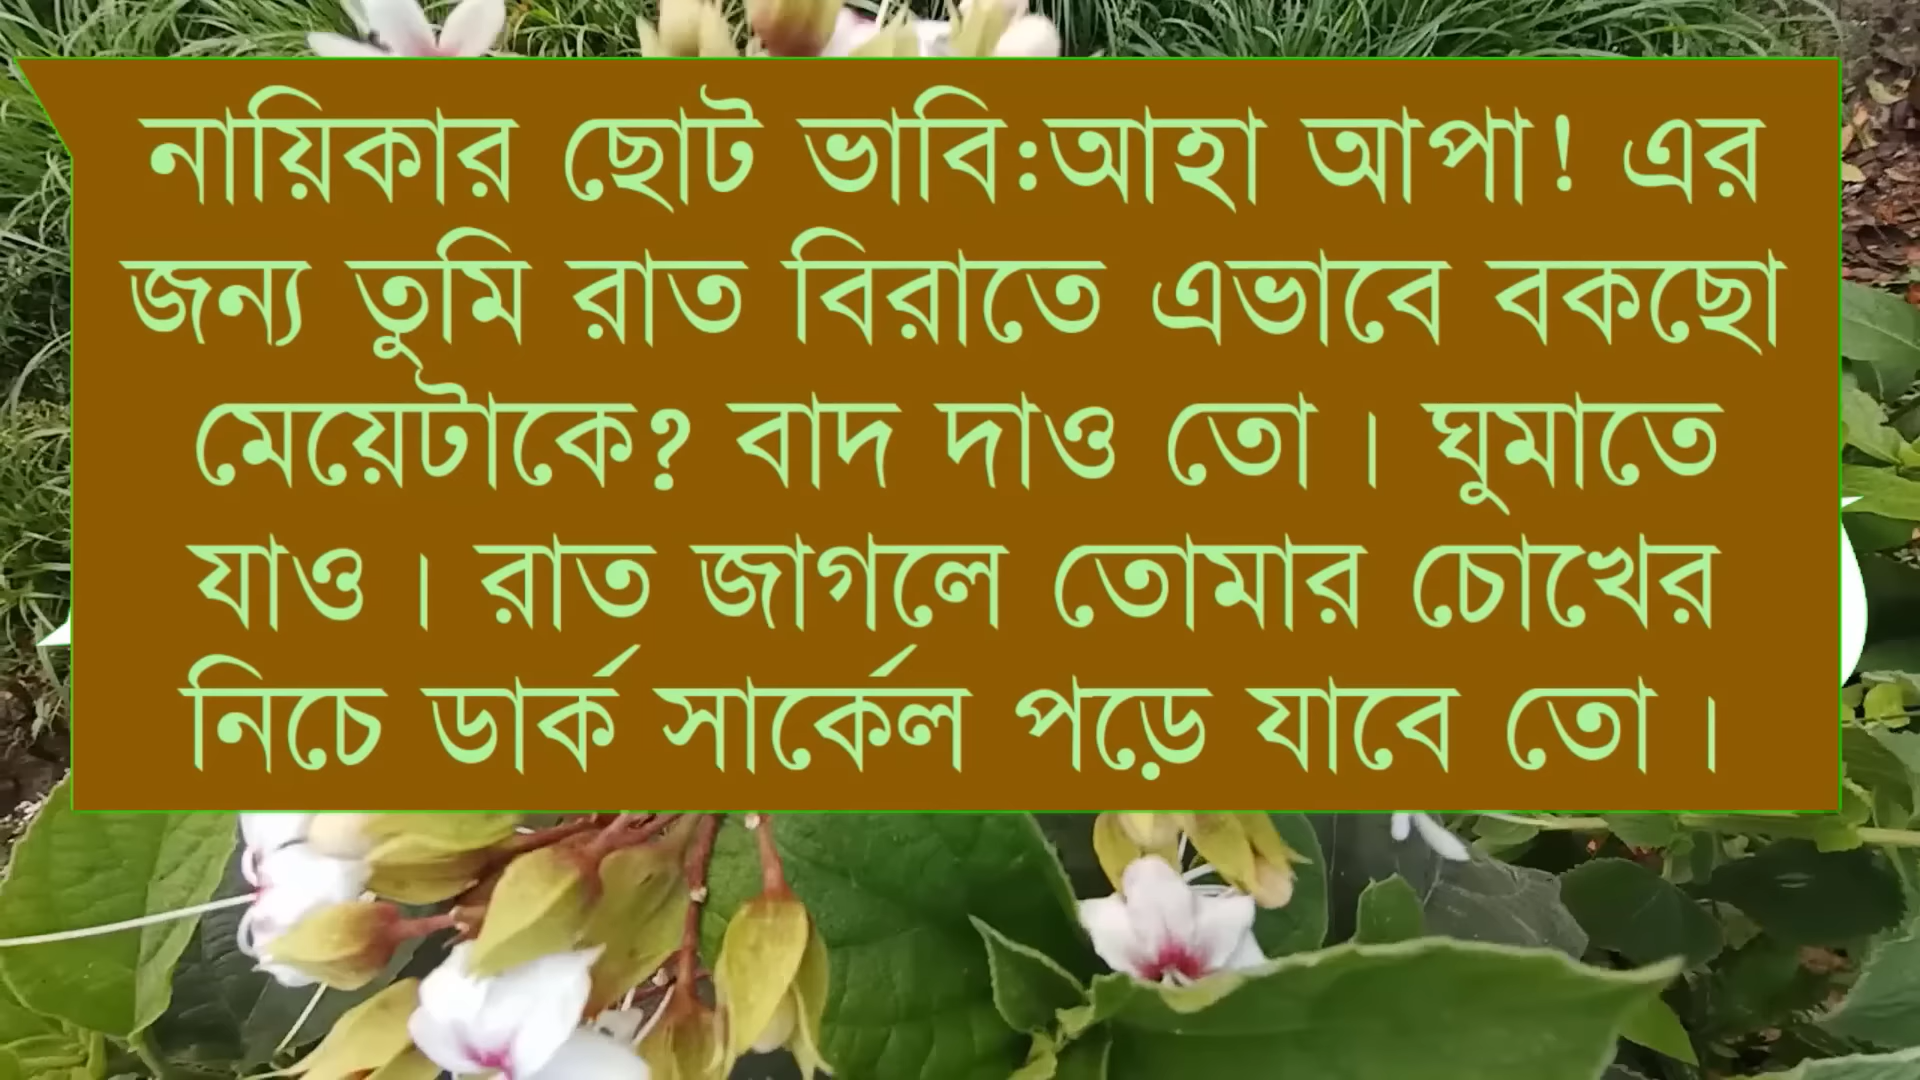 নায়িকার ছোট ভাবি:আহা আপা! এর
জন্য তুমি রাত বিরাতে এভাবে বকছো
মেয়েটাকে? বাদ দাও তো । ঘুমাতে
যাও । রাত জাগলে তোমার চোখের
নিচে ডার্ক সার্কেল পড়ে যাবে তো ।